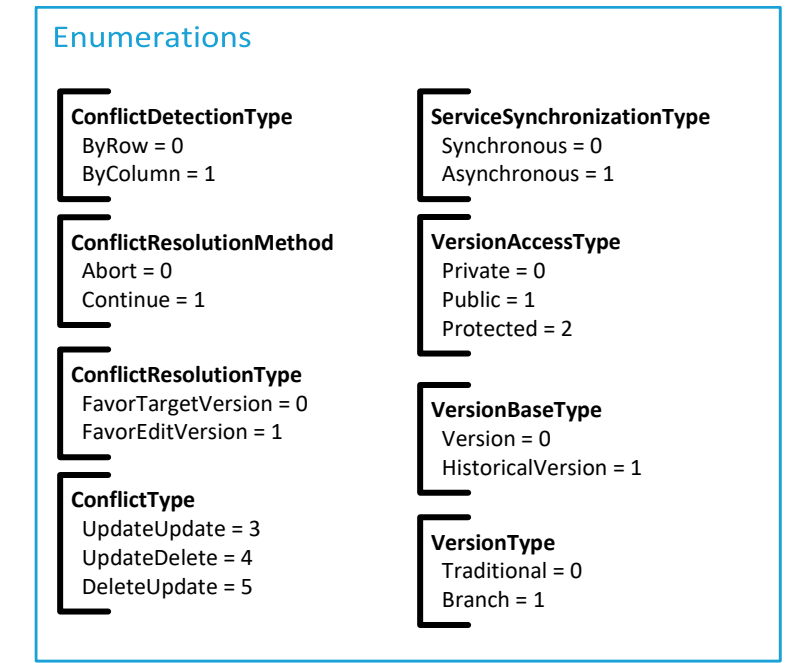 Enumerations
ConflictDetectionType
ByRow = 0
ByColumn = 1
ConflictResolutionMethod
Abort = 0
Continue = 1
ConflictResolutionType
FavorTargetVersion = 0
FavorEditVersion = 1
ConflictType
UpdateUpdate = 3
UpdateDelete = 4
DeleteUpdate = 5
ServiceSynchronizationType
Synchronous = 0
Asynchronous = 1
VersionAccessType
Private = 0
Public = 1
Protected = 2
VersionBaseType
Version = 0
HistoricalVersion = 1
VersionType
Traditional = 0
Branch = 1